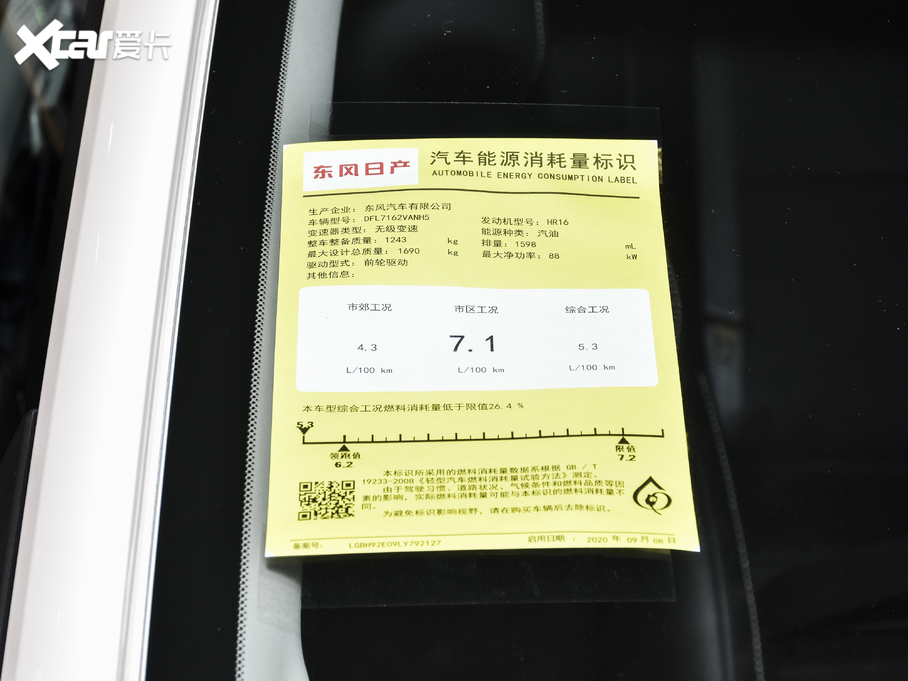 Xcar爱卡
东风日产
汽车能源消耗量标识
AUTOMOBILE ENERGY CONSUMPTION LABEL
生产企业： 东风汽车有限公司
车辆型号： DFL7162VANH5 发动机型号： HR16
变速器类型： 无级变速 能源种类： 汽油
整车整备质量： 1243 kg 排量： 1598 mL
最大设计总质量： 1690 kg 最大净功率： 88 kW
驱动型式： 前轮驱动
其他信息：
市郊工况 市区工况 综合工况
4.3 7.1 5.3
L/100 km L/100 km L/100 km
本车型综合工况燃料消耗量低于限值26.4 %
5.3
领跑值 限值
6.2 7.2
本标识所采用的燃料消耗量数据系根据 GB / T
19233-2008《轻型汽车燃料消耗量试验方法》测定。
由于驾驶习惯、道路状况、气候条件和燃料品质等因
素的影响，实际燃料消耗量可能与本标识的燃料消耗量不
同。
为避免标识影响视野，请在购买车辆后去除标识。
备案号： LGBH92E09LY792127 启用日期 ： 2020 年 09 月 08 日